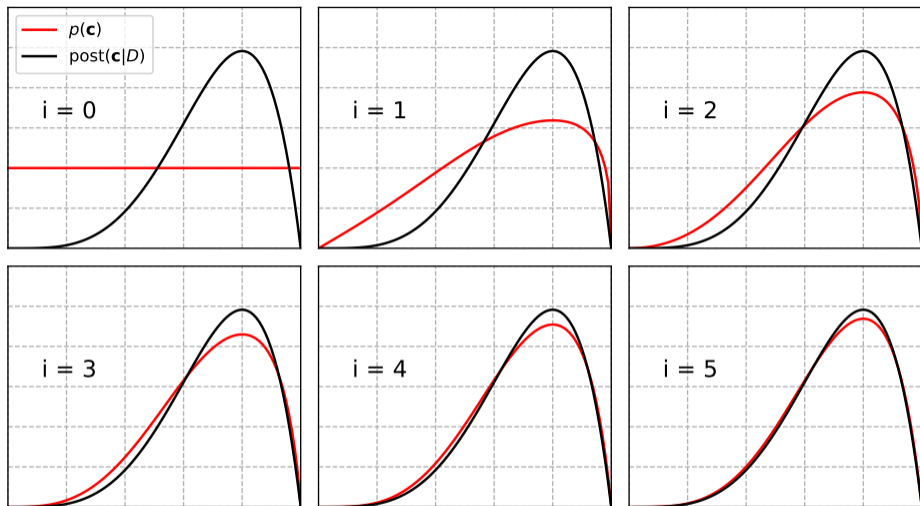 p(c)
post(c|D)
i = 0
i = 1
i = 2
i = 3
i = 4
i = 5